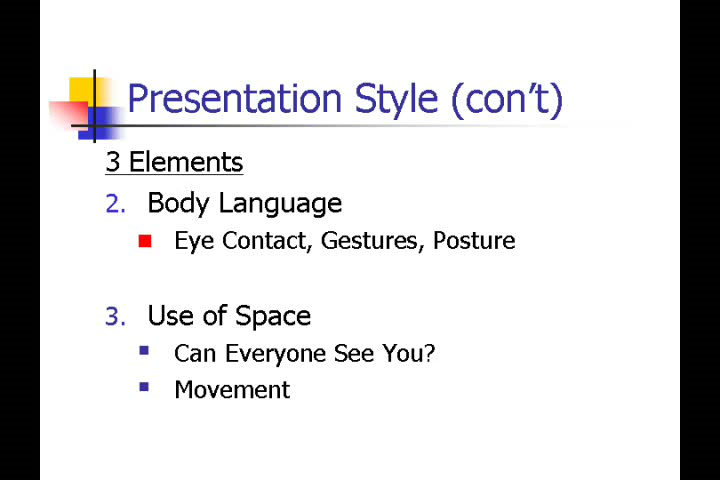 Presentation Style (con't)
3 Elements
2. Body Language
Eye Contact, Gestures, Posture
3. Use of Space
Can Everyone See You?
Movement